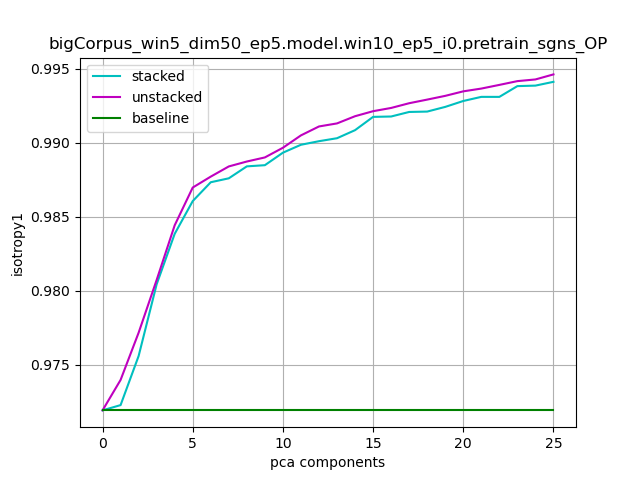 bigCorpus_win5_dim50_ep5.model.win10_ep5_i0.pretrain_sgns_OP
stacked
unstacked
baseline
0.995
0.990
0.985
0.980
0.975
isotropy1
0 5 10 15 20 25
pca components